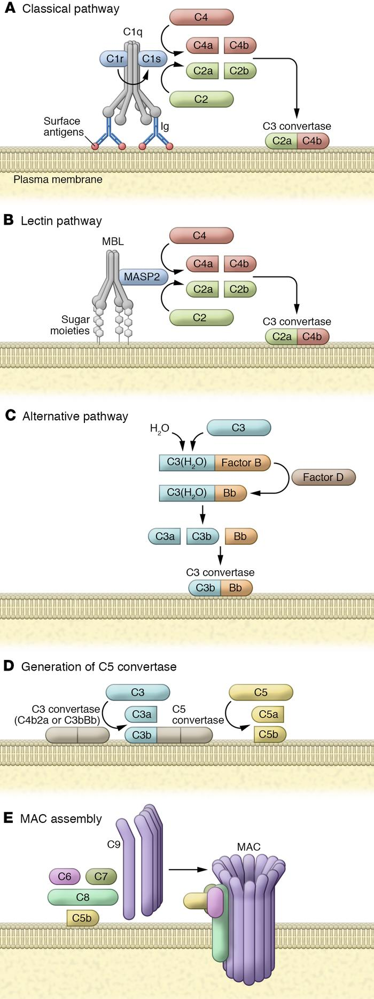 A Classical pathway
C4
C1q
C4a
C4b
C1r
C1s
C2a
C2b
C2
Surface
antigens
Ig
C3 convertase
C2a
C4b
Plasma membrane
B Lectin pathway
C4
MBL
C4a
C4b
MASP2
C2a
C2b
C2
Sugar
moieties
C3 convertase
C2a
C4b
C Alternative pathway
H2O
C3
C3(H2O)
Factor B
Factor D
C3(H2O)
Bb
C3a
C3b
Bb
C3 convertase
C3b
Bb
D Generation of C5 convertase
C3
C5
C3 convertase
(C4b2a or C3bBb)
C3a
C5
convertase
C5a
C3b
C5b
E MAC assembly
C9
MAC
C6
C7
C8
C5b